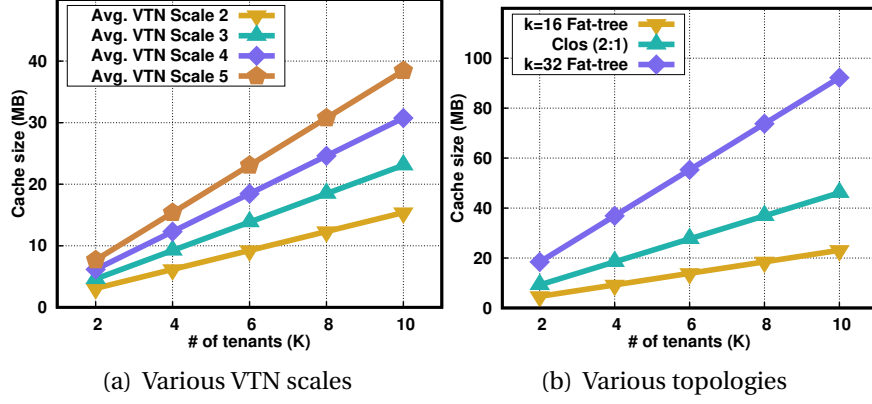 Avg. VTN Scale 2
Avg. VTN Scale 3
Avg. VTN Scale 4
Avg. VTN Scale 5
Cache size (MB)
40
30
20
10
0
2 4 6 8 10
# of tenants (K)
(a) Various VTN scales
k=16 Fat-tree
Clos (2:1)
k=32 Fat-tree
Cache size (MB)
100
80
60
40
20
0
2 4 6 8 10
# of tenants (K)
(b) Various topologies